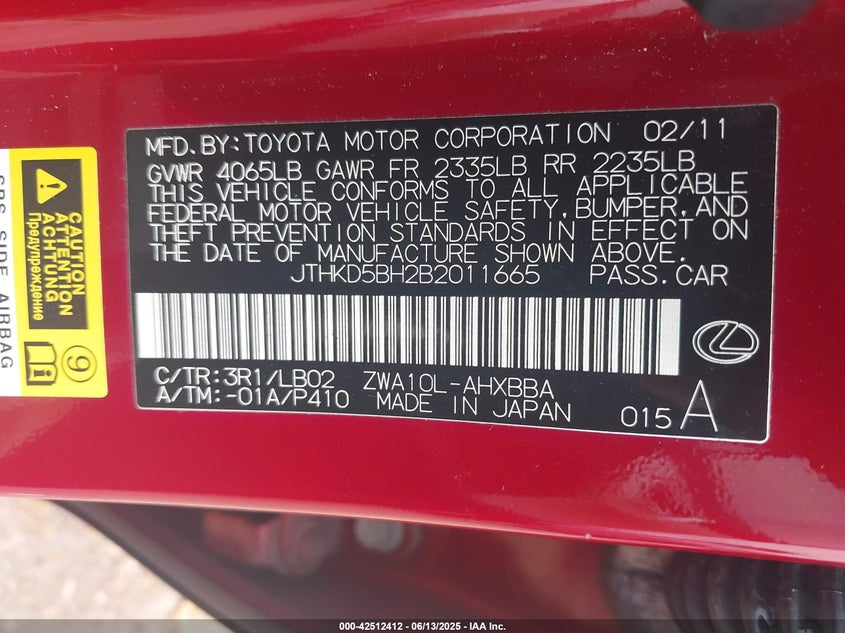 MFD. BY: TOYOTA MOTOR CORPORATION 02/11
GVWR 4065LB GAWR FR 2335LB RR 2235LB
THIS VEHICLE CONFORMS TO ALL APPLICABLE
FEDERAL MOTOR VEHICLE SAFETY, BUMPER, AND
THEFT PREVENTION STANDARDS IN EFFECT ON
THE DATE OF MANUFACTURE SHOWN ABOVE.
JTHKD5BH2B2011665 PASS. CAR
C/TR: 3R1/LB02 ZWA10L-AHXBBA
A/TM: -01A/P410 MADE IN JAPAN 015 A
SRS SIDE AIRBAG
CAUTION
ATTENTION
ACHTUNG
Предупреждение
9
000-42512412 - 06/13/2025 - IAA Inc.